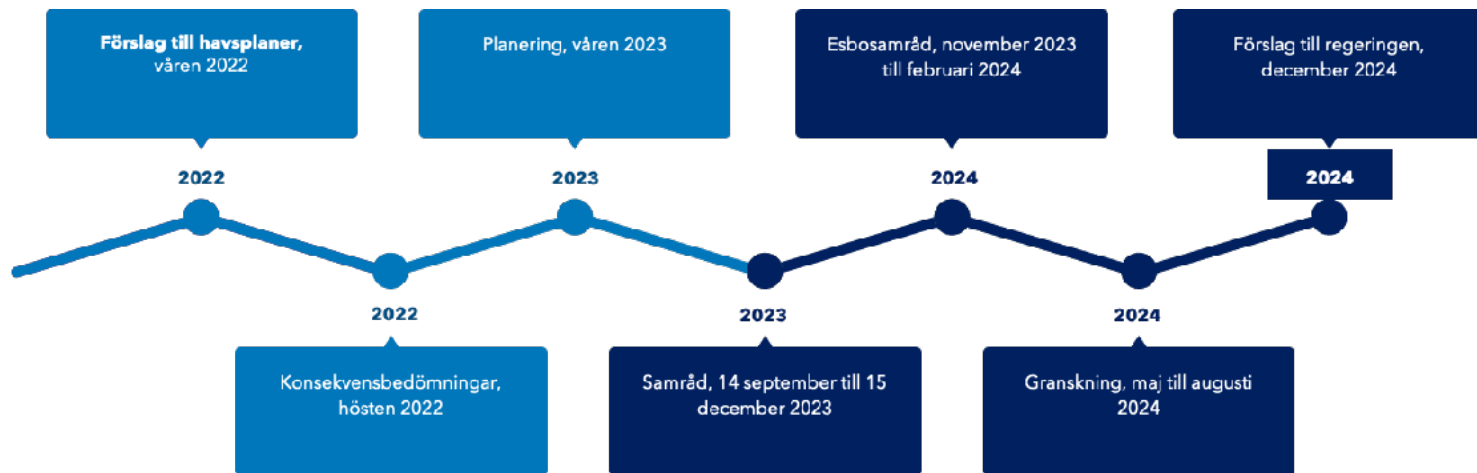 Förslag till havsplaner,
våren 2022
Planering, våren 2023
Esbosamråd, november 2023
till februari 2024
Förslag till regeringen,
december 2024
2022
2023
2024
2024
2022
2023
2024
Konsekvensbedömningar,
hösten 2022
Samråd, 14 september till 15
december 2023
Granskning, maj till augusti
2024